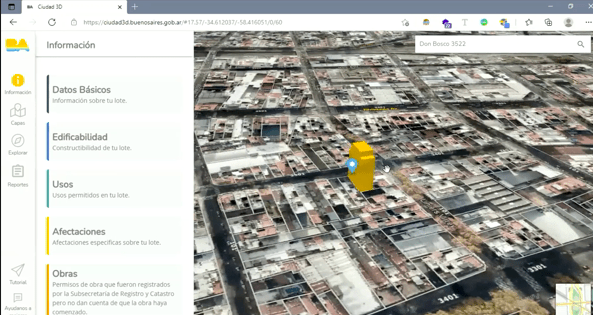 Ciudad 3D
https://ciudad3d.buenosaires.gob.ar/#17.37/-34.612037/-58.416051/0/60
BA
Información
Don Bosco 3522
Información
Capas
Explorar
Reportes
Tutorial
Ayudanos a
Datos Básicos
Información sobre tu lote.
Edificabilidad
Constructibilidad de tu lote.
Usos
Usos permitidos en tu lote.
Afectaciones
Afectaciones específicas sobre tu lote.
Obras
Permisos de obra que fueron registrados
por la Subsecretaría de Registro y Catastro
pero no dan cuenta de que la obra haya
comenzado.
3401
3301